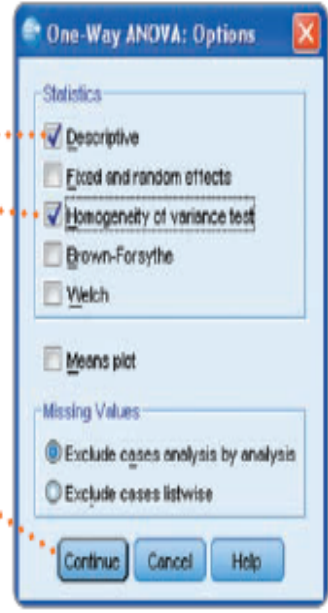 One-Way ANOVA: Options
Statistics
Descriptive
Fixed and random effects
Homogeneity of variance test
Brown-Forsythe
Welch
Means plot
Missing Values
Exclude cases analysis by analysis
Exclude cases listwise
Continue Cancel Help